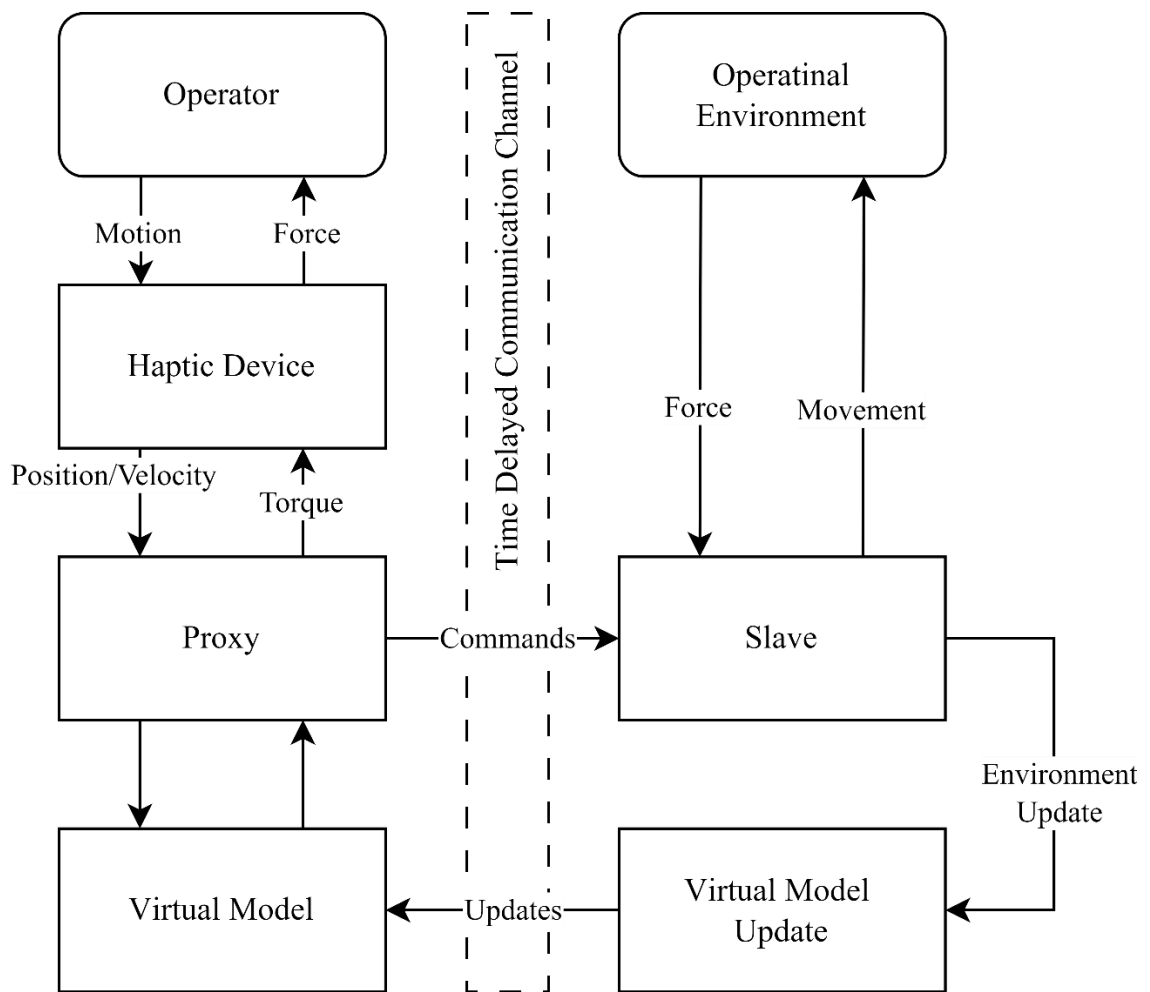 Operator
Time Delayed Communication Channel
Operatinal
Environment
Motion
Force
Haptic Device
Force
Movement
Position/Velocity
Torque
Proxy
Commands
Slave
Environment
Update
Virtual Model
Updates
Virtual Model
Update